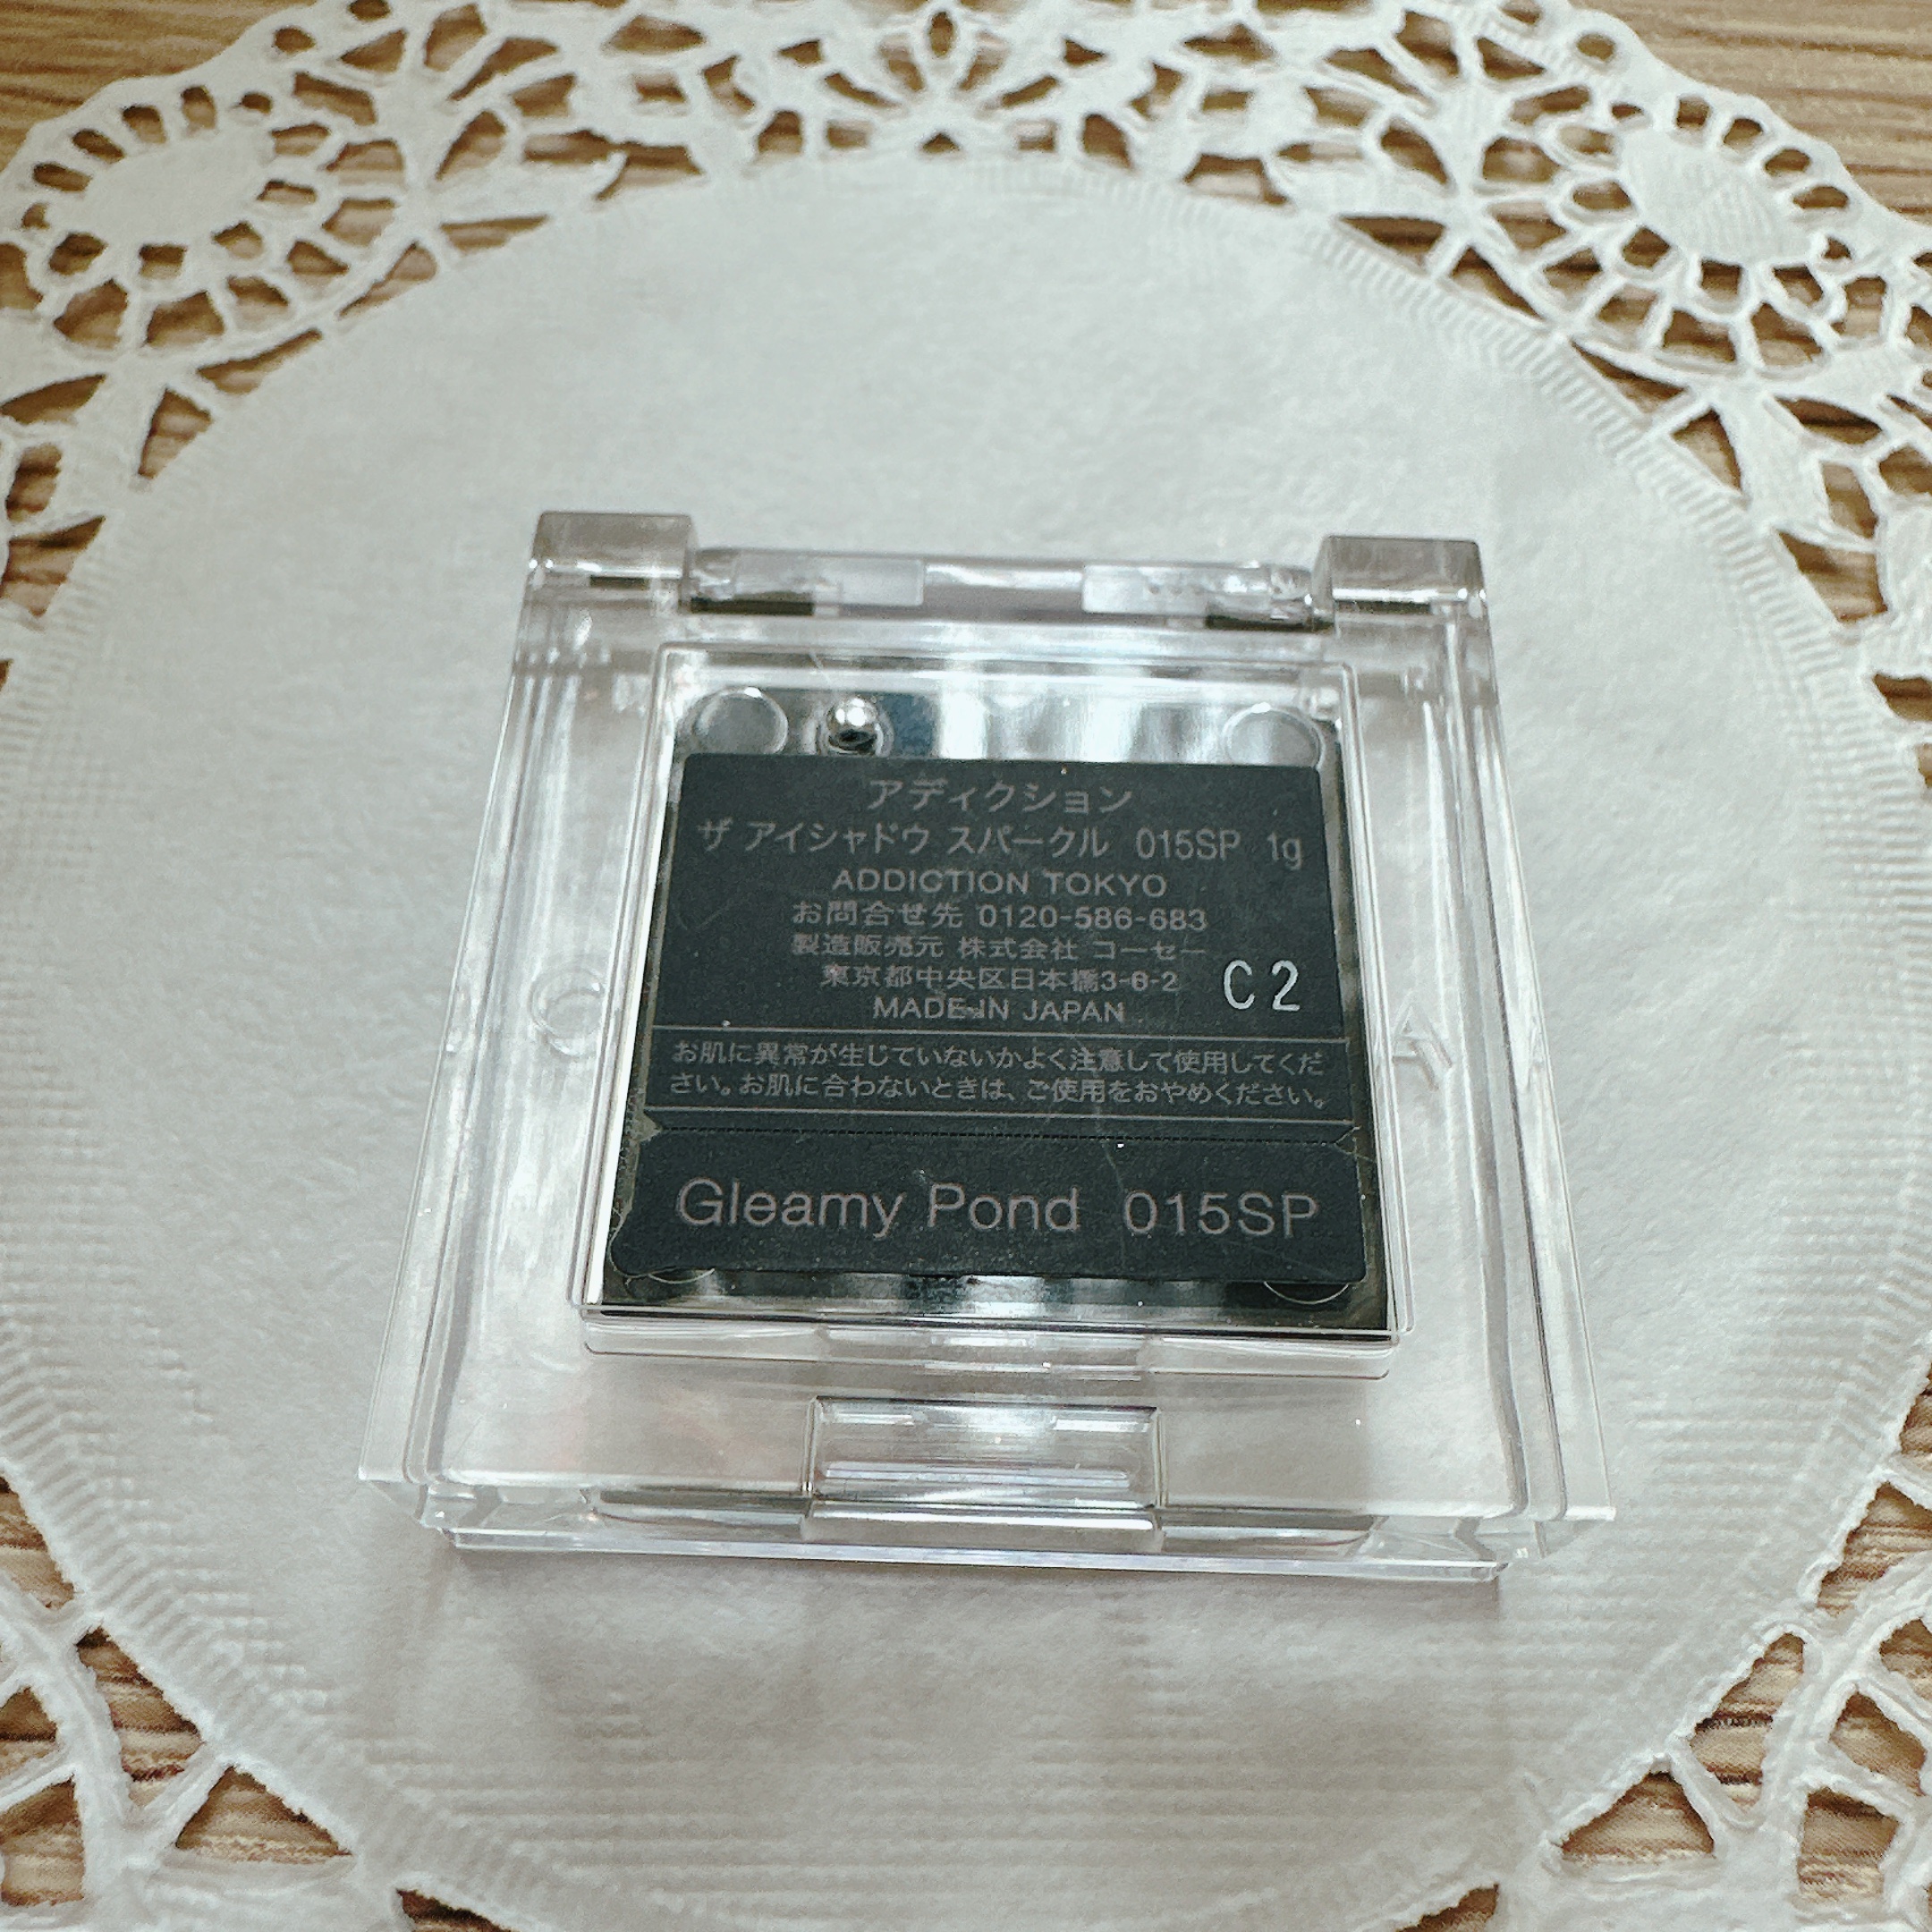 アディクション
ザ アイシャドウ スパークル 015SP 1g
ADDICTION TOKYO
お問合せ先 0120-586-683
製造販売元 株式会社 コーセー
東京都中央区日本橋3-6-2
MADE IN JAPAN
C2
お肌に異常が生じていないかよく注意して使用してくだ
さい。お肌に合わないときは、ご使用をおやめください。
Gleamy Pond 015SP